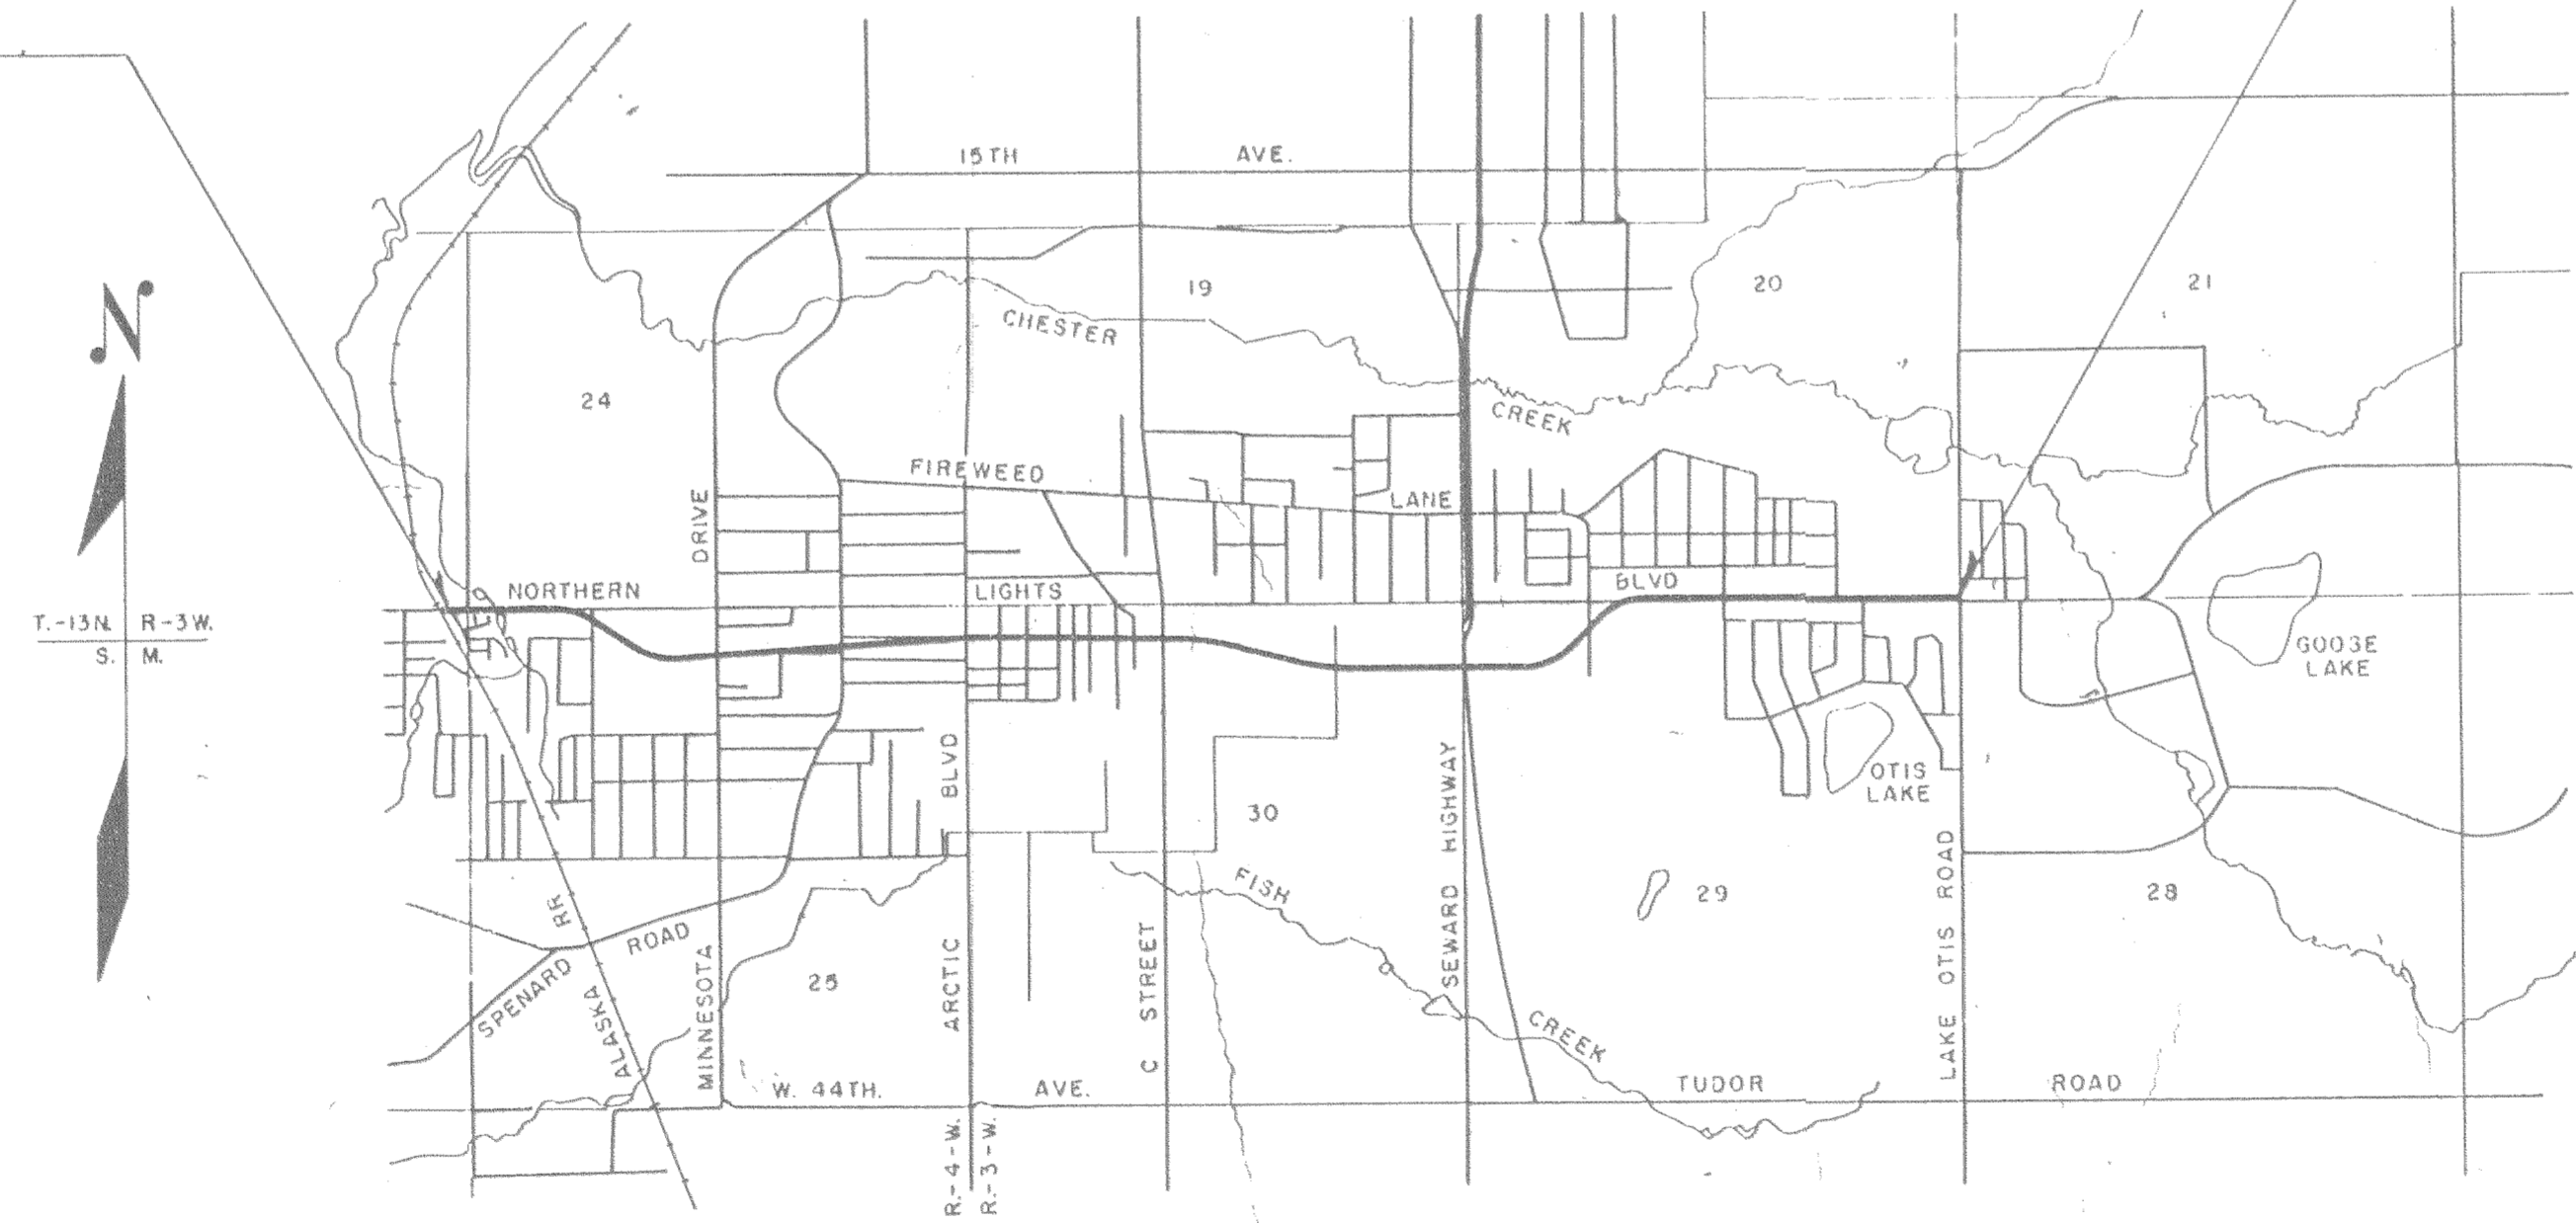 15TH AVE.
N
19
20
21
CHESTER
24
CREEK
FIREWEED
LANE
DRIVE
NORTHERN
LIGHTS
BLVD
T.-13N. R-3W.
S. M.
GOOSE
LAKE
OTIS
LAKE
BLVD
30
SEWARD HIGHWAY
FISH
29
28
RR
ROAD
SPENARD
ALASKA
MINNESOTA
25
ARCTIC
C STREET
LAKE OTIS ROAD
CREEK
W. 44TH. AVE.
TUDOR ROAD
R.-4-W.
R.-3-W.